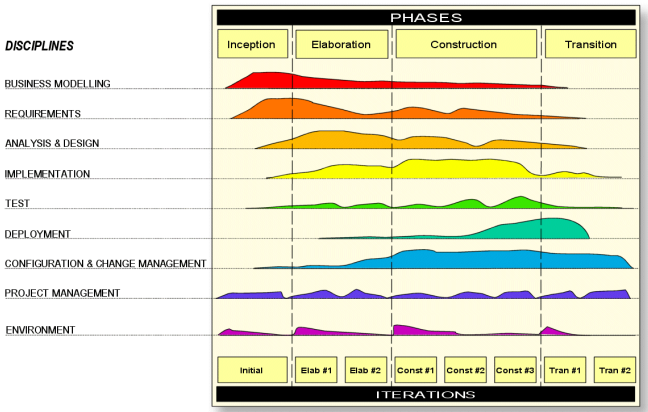 PHASES
DISCIPLINES
Inception
Elaboration
Construction
Transition
BUSINESS MODELLING
REQUIREMENTS
ANALYSIS & DESIGN
IMPLEMENTATION
TEST
DEPLOYMENT
CONFIGURATION & CHANGE MANAGEMENT
PROJECT MANAGEMENT
ENVIRONMENT
Initial
Elab #1
Elab #2
Const #1
Const #2
Const #3
Tran #1
Tran #2
ITERATIONS